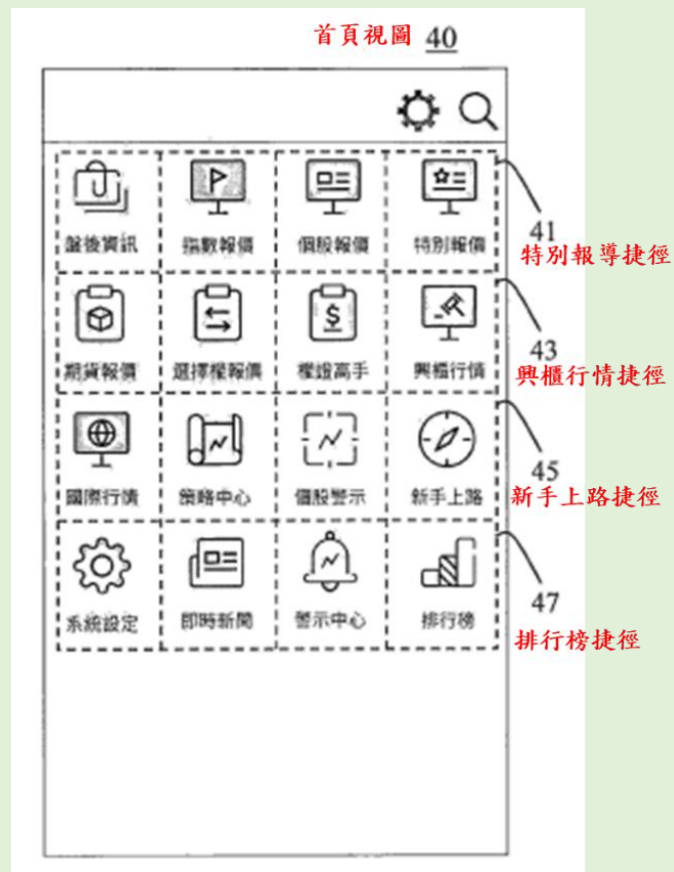 首頁視圖 40
盤後資訊 指數報價 個股報價 特別報價
41
特別報導捷徑
期貨報價 選擇權報價 權證高手 興櫃行情
43
興櫃行情捷徑
國際行情 策略中心 個股警示 新手上路
45
新手上路捷徑
系統設定 即時新聞 警示中心 排行榜
47
排行榜捷徑